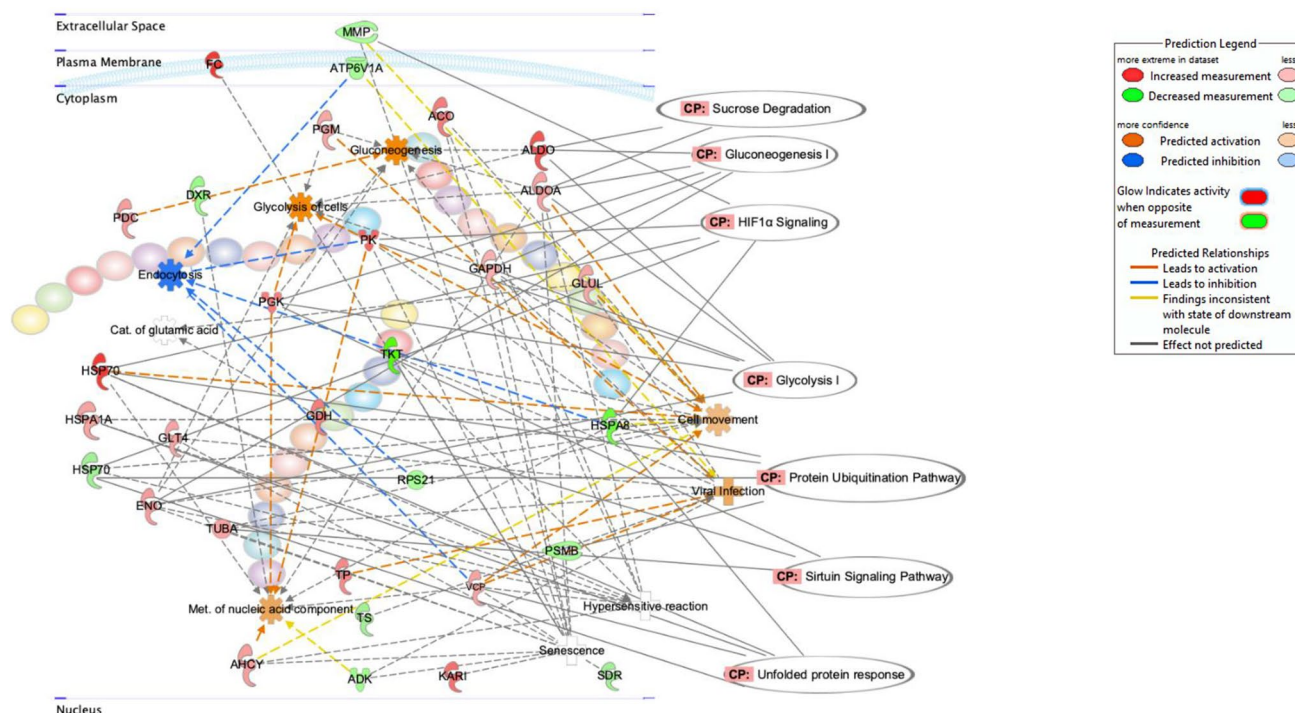 Extracellular Space
MMP
Plasma Membrane
FC
ATP6V1A
Cytoplasm
PGM
ACO
CP: Sucrose Degradation
Gluconeogenesis
ALDO
CP: Gluconeogenesis I
DXR
ALDOA
PDC
Glycolysis of cells
CP: HIF1α Signaling
PK
Endocytosis
GAPDH
GLUL
PGK
Cat. of glutamic acid
TKT
HSP70
CP: Glycolysis I
HSPA1A
GDH
HSPA8
Cell movement
GLT4
HSP70
RPS21
CP: Protein Ubiquitination Pathway
Viral Infection
ENO
TUBA
PSMB
TP
VCP
CP: Sirtuin Signaling Pathway
Met. of nucleic acid component
TS
Hypersensitive reaction
Senescence
AHCY
ADK
KARI
SDR
CP: Unfolded protein response
Nucleus
Prediction Legend
more extreme in dataset
less
Increased measurement
Decreased measurement
more confidence
less
Predicted activation
Predicted inhibition
Glow Indicates activity
when opposite
of measurement
Predicted Relationships
Leads to activation
Leads to inhibition
Findings inconsistent
with state of downstream
molecule
Effect not predicted